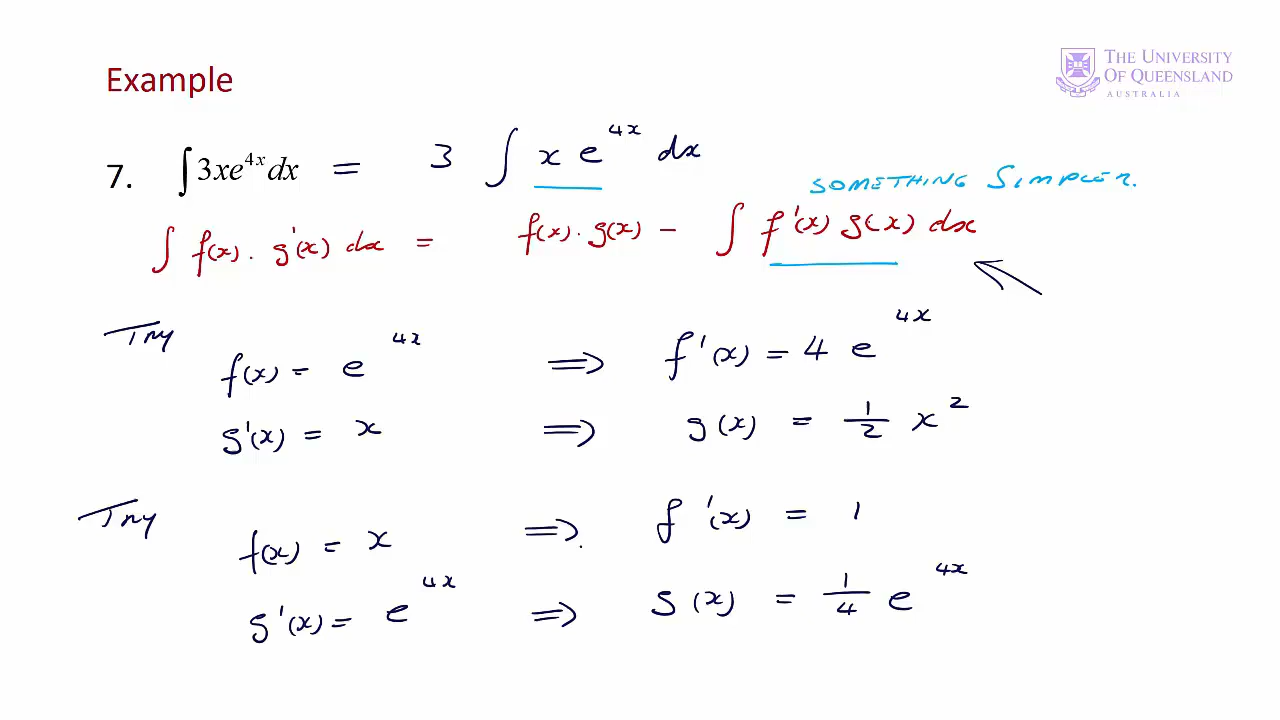 Example
THE UNIVERSITY
OF QUEENSLAND
AUSTRALIA
7. ∫3xe^{4x}dx = 3 ∫ x e^{4x} dx
SOMETHING SIMPLER.
∫ f(x) . g'(x) dx = f(x) . g(x) − ∫ f'(x) g(x) dx
Try
f(x) = e^{4x} ⟹ f'(x) = 4 e^{4x}
g'(x) = x ⟹ g(x) = 1/2 x^2
Try
f(x) = x ⟹ f'(x) = 1
g'(x) = e^{4x} ⟹ g(x) = 1/4 e^{4x}